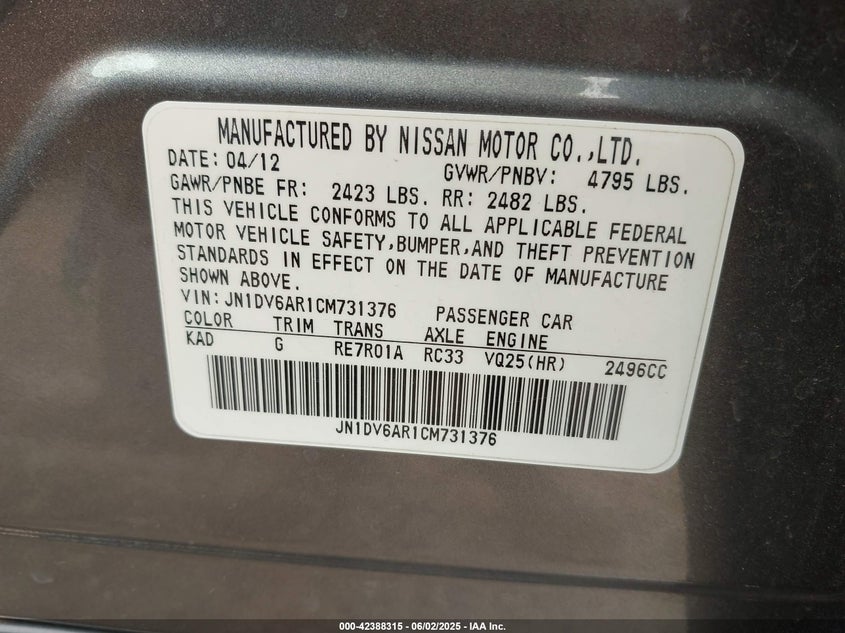 MANUFACTURED BY NISSAN MOTOR CO.,LTD.
DATE: 04/12 GVWR/PNBV: 4795 LBS.
GAWR/PNBE FR: 2423 LBS. RR: 2482 LBS.
THIS VEHICLE CONFORMS TO ALL APPLICABLE FEDERAL
MOTOR VEHICLE SAFETY,BUMPER,AND THEFT PREVENTION
STANDARDS IN EFFECT ON THE DATE OF MANUFACTURE
SHOWN ABOVE.
VIN: JN1DV6AR1CM731376 PASSENGER CAR
COLOR TRIM TRANS AXLE ENGINE
KAD G RE7R01A RC33 VQ25(HR) 2496CC
JN1DV6AR1CM731376
000-42388315 - 06/02/2025 - IAA Inc.